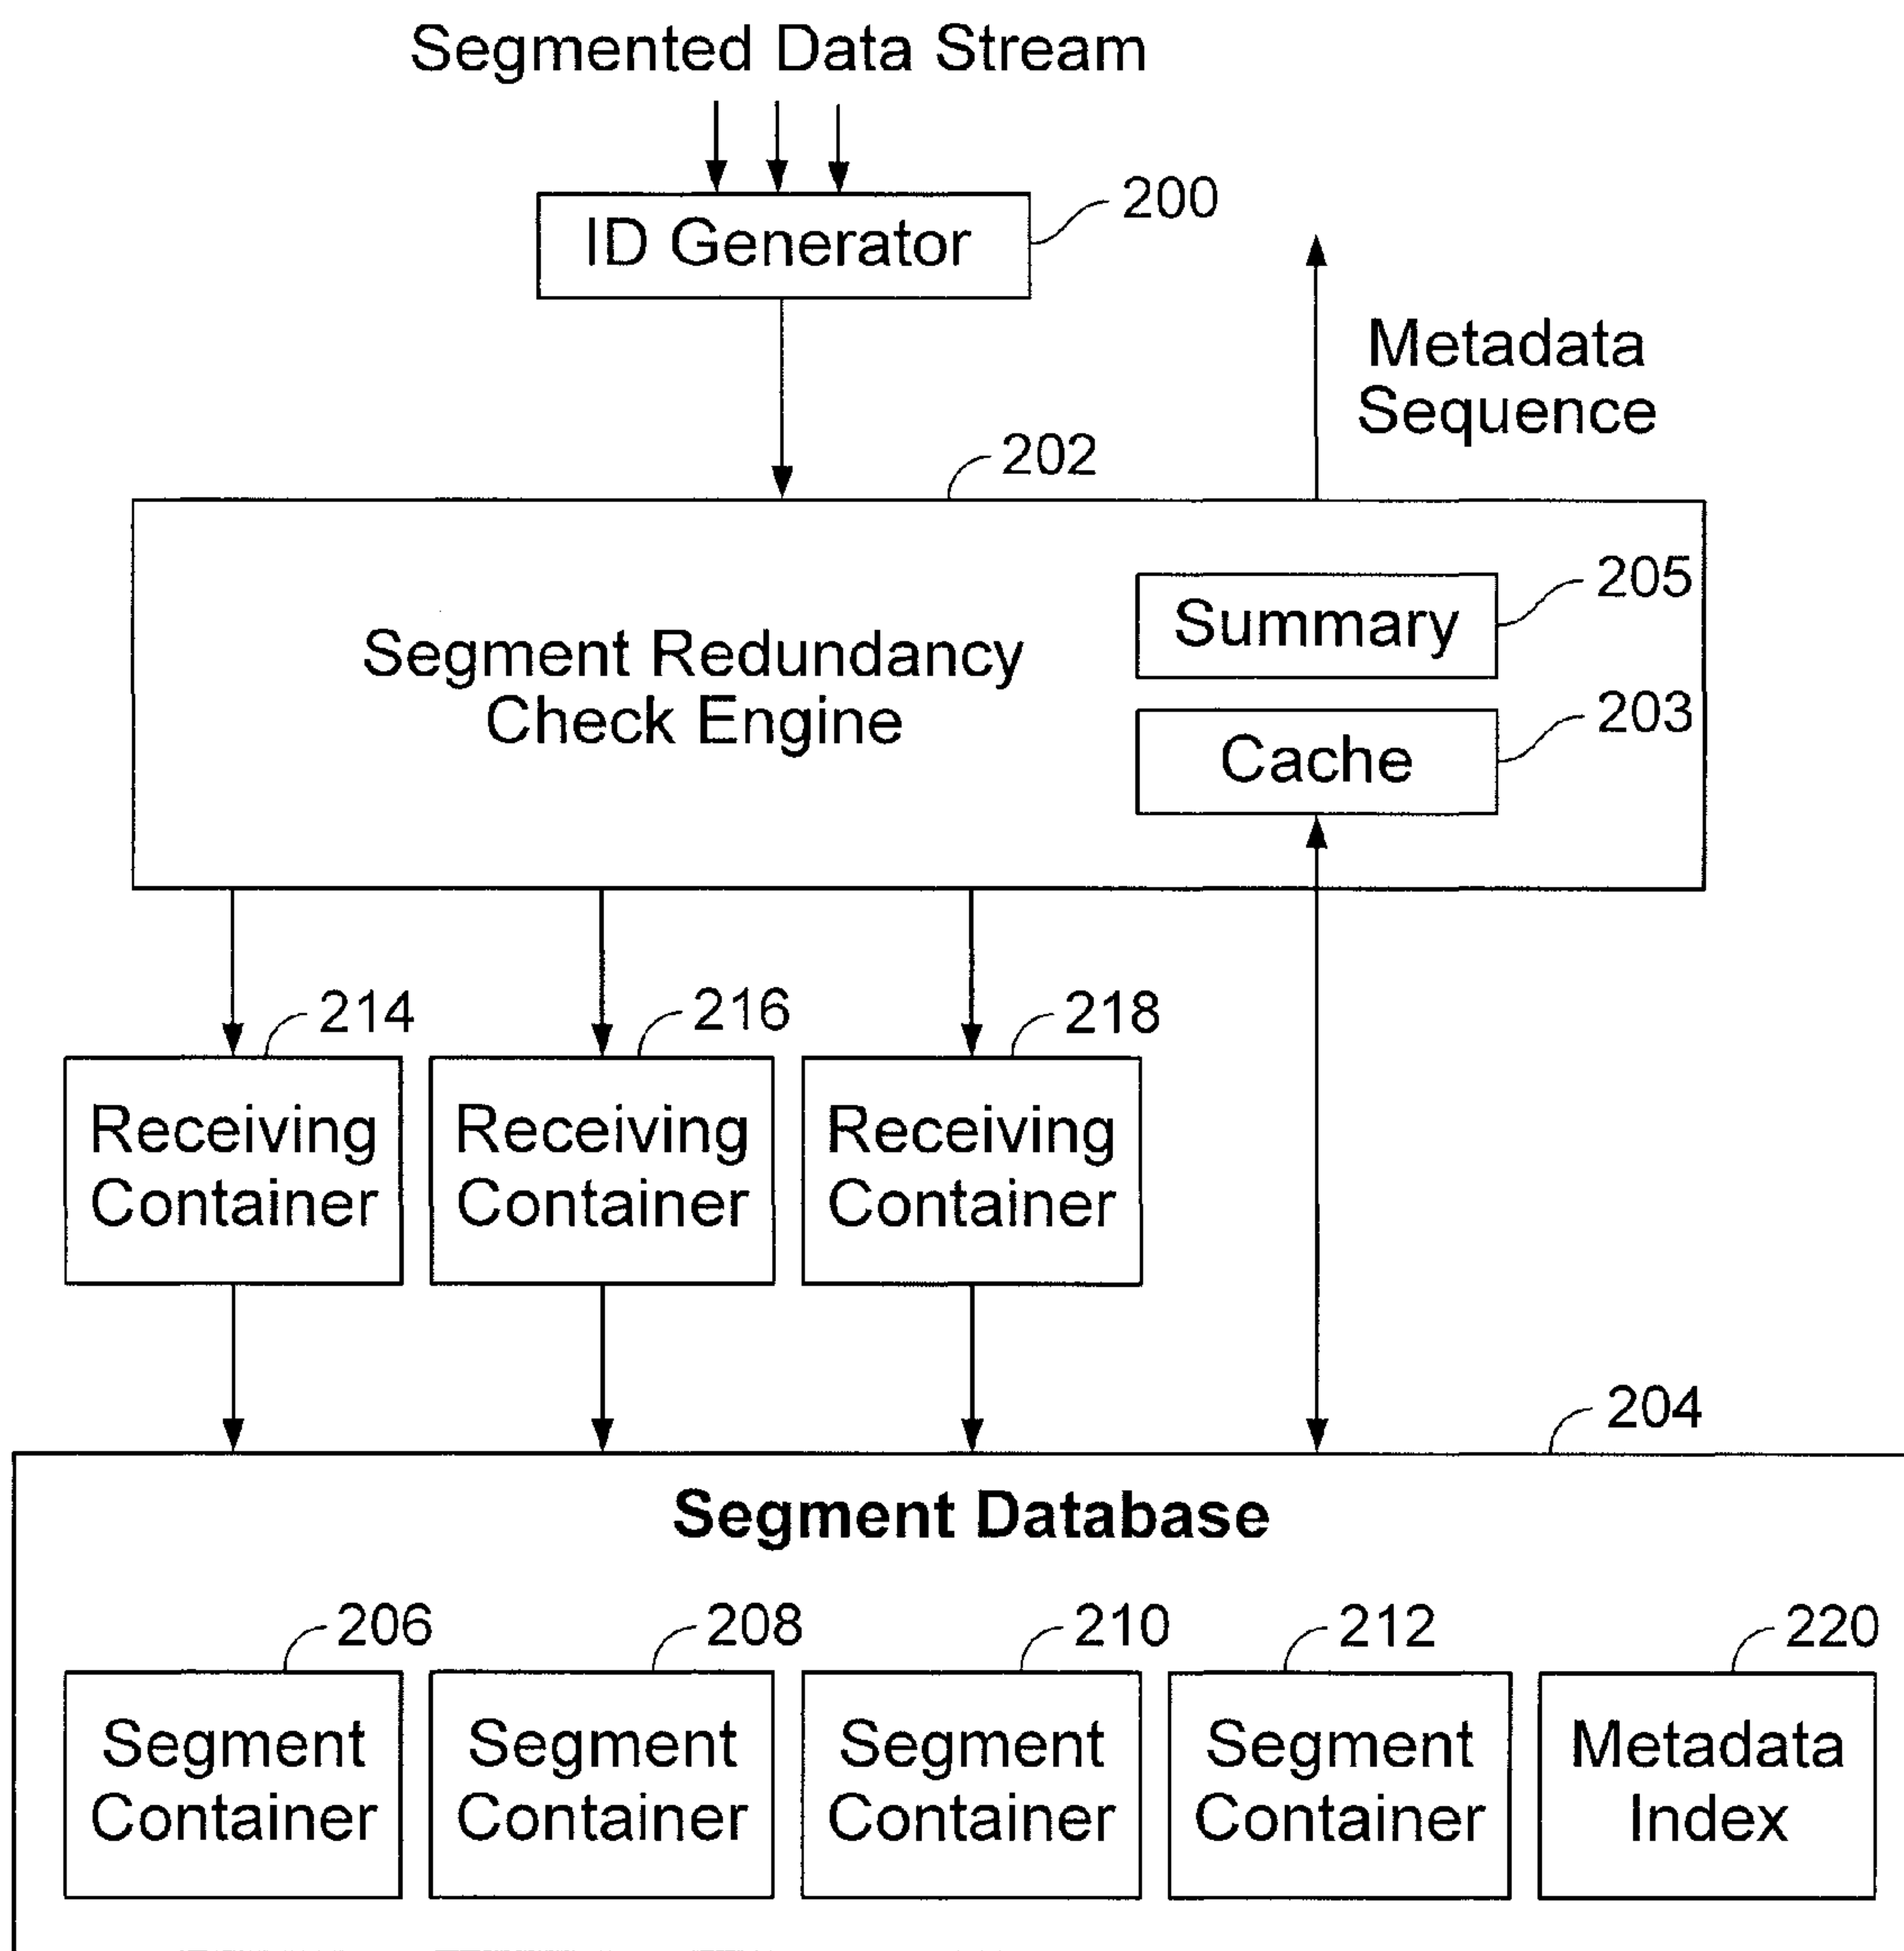 Segmented Data Stream
ID Generator
200
Metadata
Sequence
202
Segment Redundancy
Check Engine
Summary
205
Cache
203
214
216
218
Receiving
Container
Receiving
Container
Receiving
Container
204
Segment Database
206
208
210
212
220
Segment
Container
Segment
Container
Segment
Container
Segment
Container
Metadata
Index